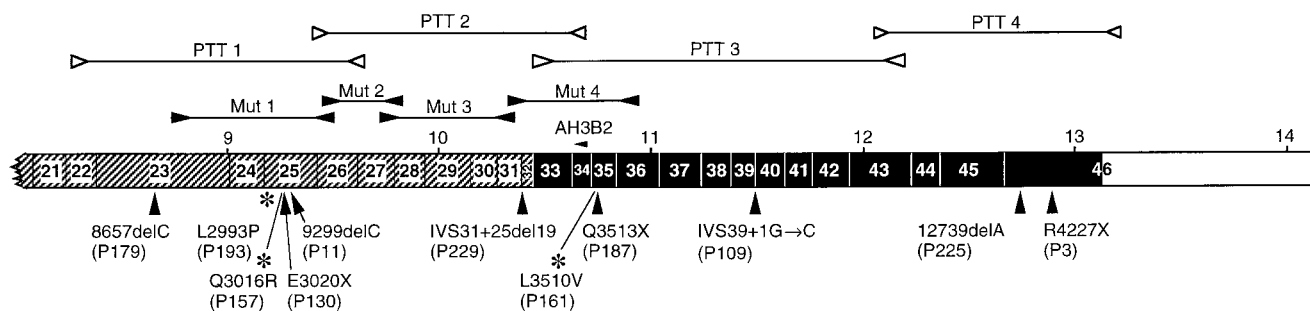 PTT 2
PTT 4
PTT 1
PTT 3
Mut 2
Mut 4
Mut 1
Mut 3
AH3B2
9
10
11
12
13
14
21 22 23 24 25 26 27 28 29 30 31 32 33 34 35 36 37 38 39 40 41 42 43 44 45 46
*
8657delC
(P179)
L2993P
(P193)
9299delC
(P11)
IVS31+25del19
(P229)
Q3513X
(P187)
IVS39+1G→C
(P109)
12739delA
(P225)
R4227X
(P3)
*
*
Q3016R
(P157)
E3020X
(P130)
L3510V
(P161)